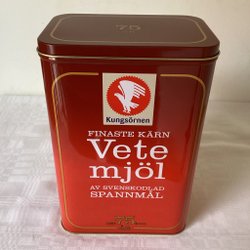 75
Kungsörnen
FINASTE KÄRN
Vete
mjöl
AV SVENSKODLAD
SPANNMÅL